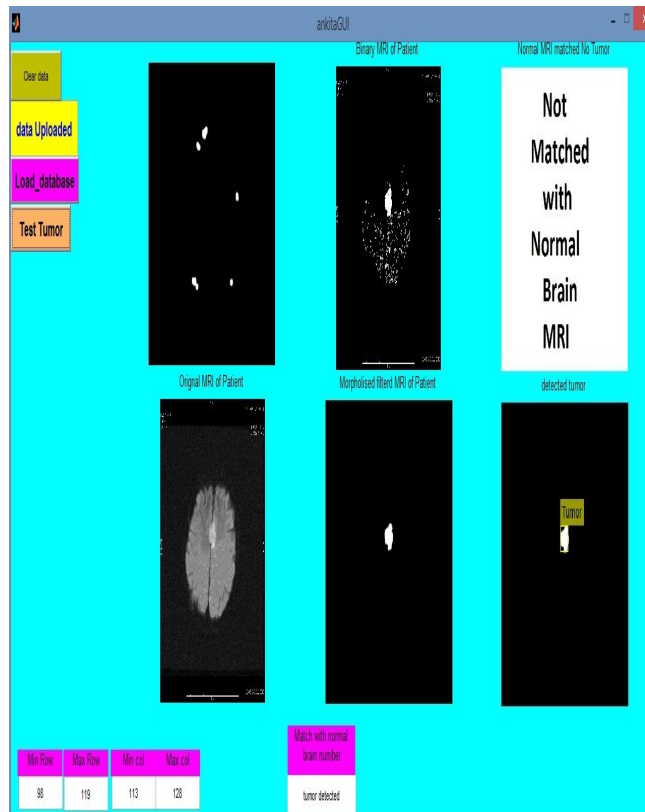 ankitaGUI
Clear data
data Uploaded
Load_database
Test Tumor
Binary MRI of Patient
Normal MRI matched No Tumor
Not
Matched
with
Normal
Brain
MRI
Orignal MRI of Patient
Morpholised filterd MRI of Patient
detected tumor
Tumor
Min Row
Max Row
Min col
Max col
98
119
113
128
Match with normal
brain number
tumor detected